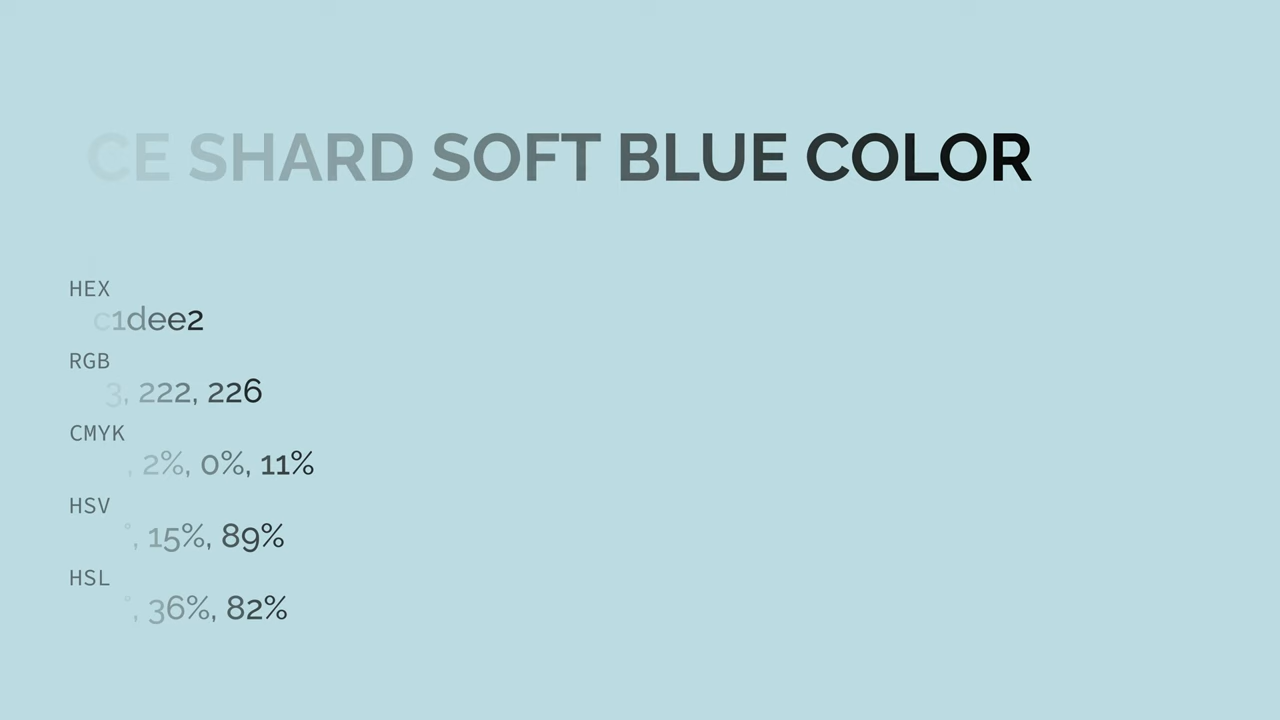 CE SHARD SOFT BLUE COLOR
HEX
c1dee2
RGB
3, 222, 226
CMYK
, 2%, 0%, 11%
HSV
°, 15%, 89%
HSL
°, 36%, 82%